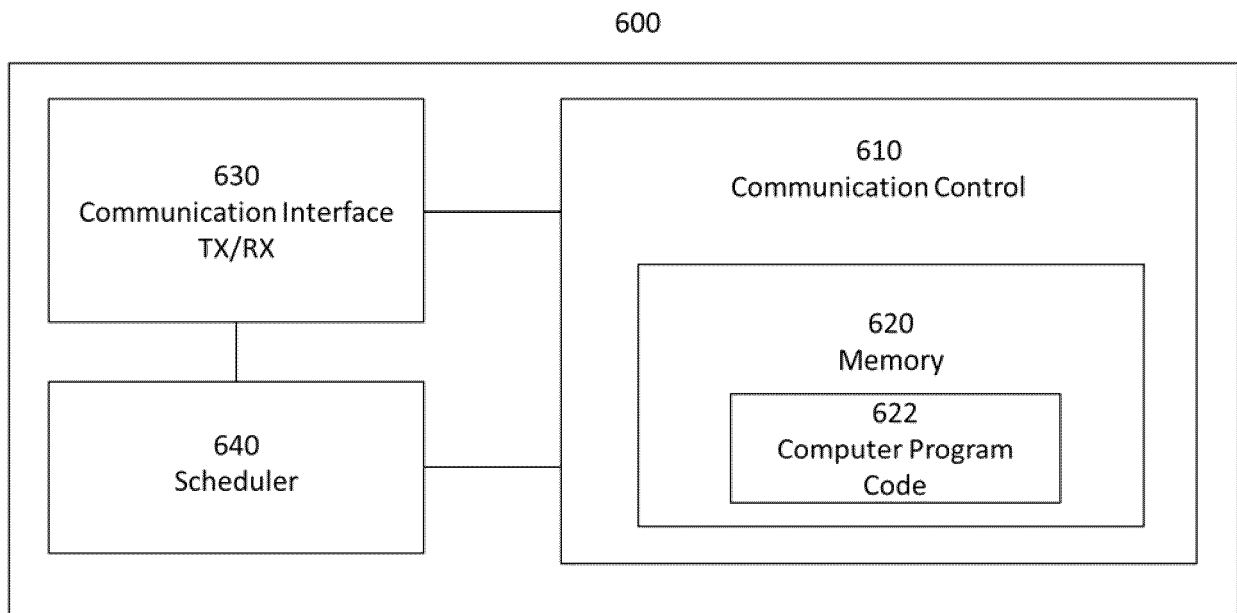 600
630
Communication Interface
TX/RX
610
Communication Control
620
Memory
622
Computer Program
Code
640
Scheduler